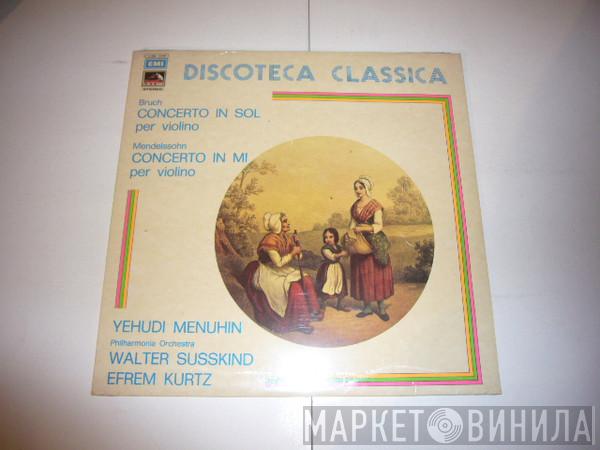 EMI
DISCOTECA CLASSICA
Bruch
CONCERTO IN SOL
per violino
Mendelssohn
CONCERTO IN MI
per violino
YEHUDI MENUHIN
Philharmonia Orchestra
WALTER SUSSKIND
EFREM KURTZ
МАРКЕТ ВИНИЛА